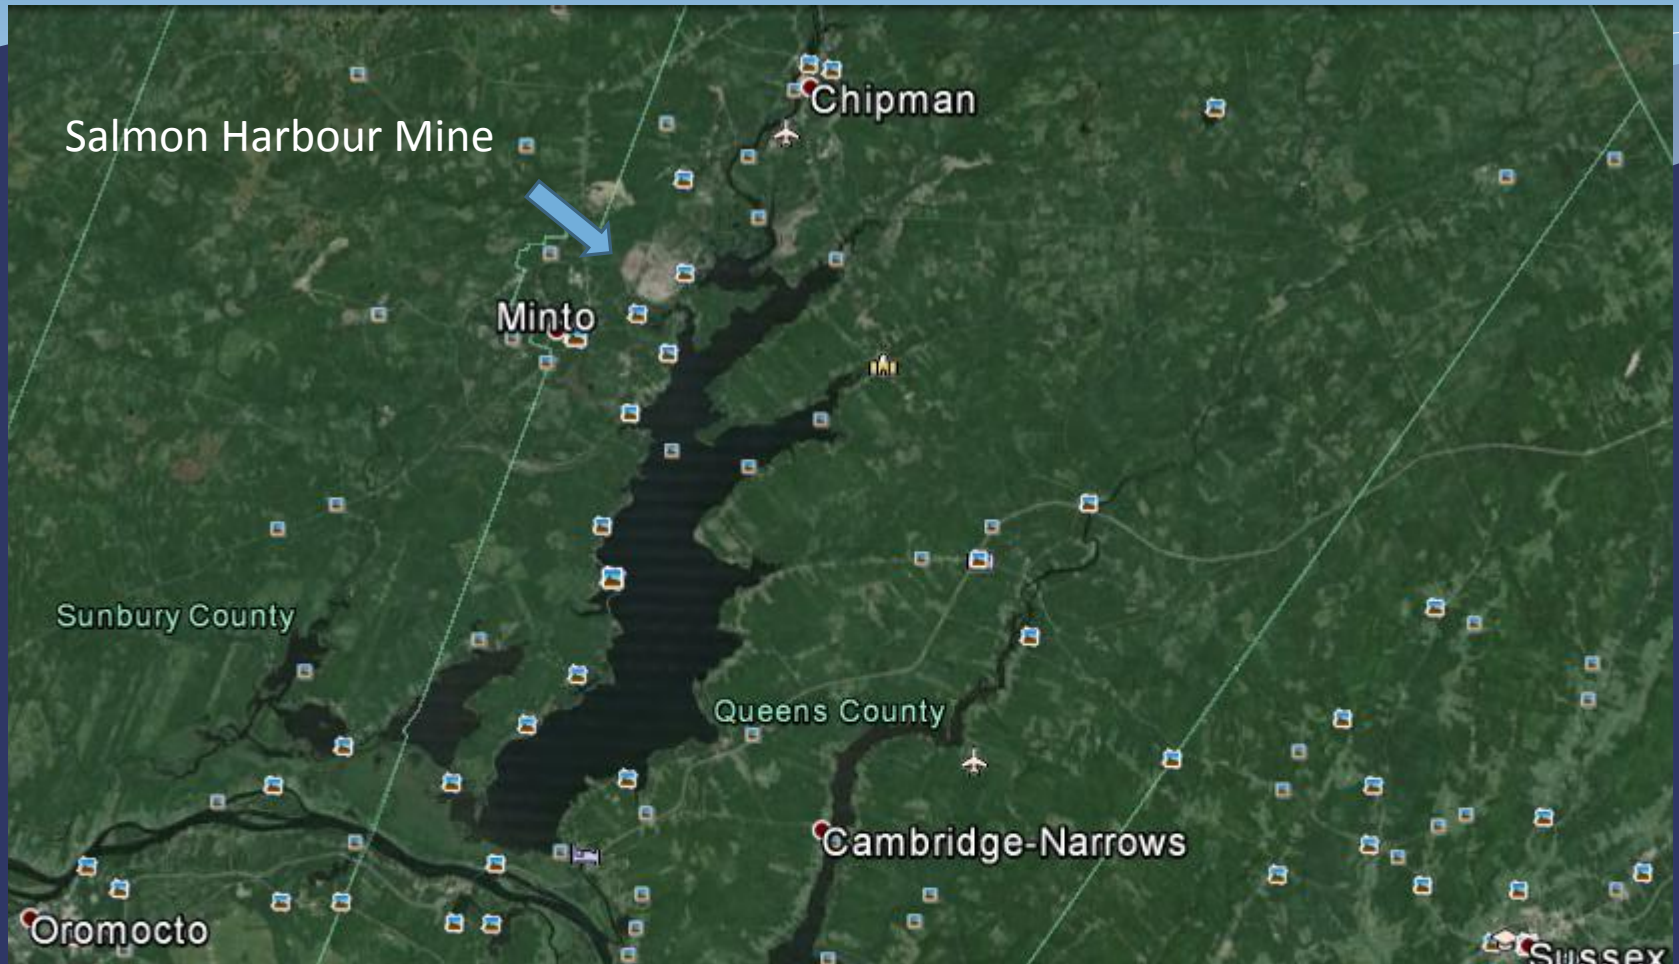 Chipman
Salmon Harbour Mine
Minto
Sunbury County
Queens County
Cambridge-Narrows
Oromocto
Sussex